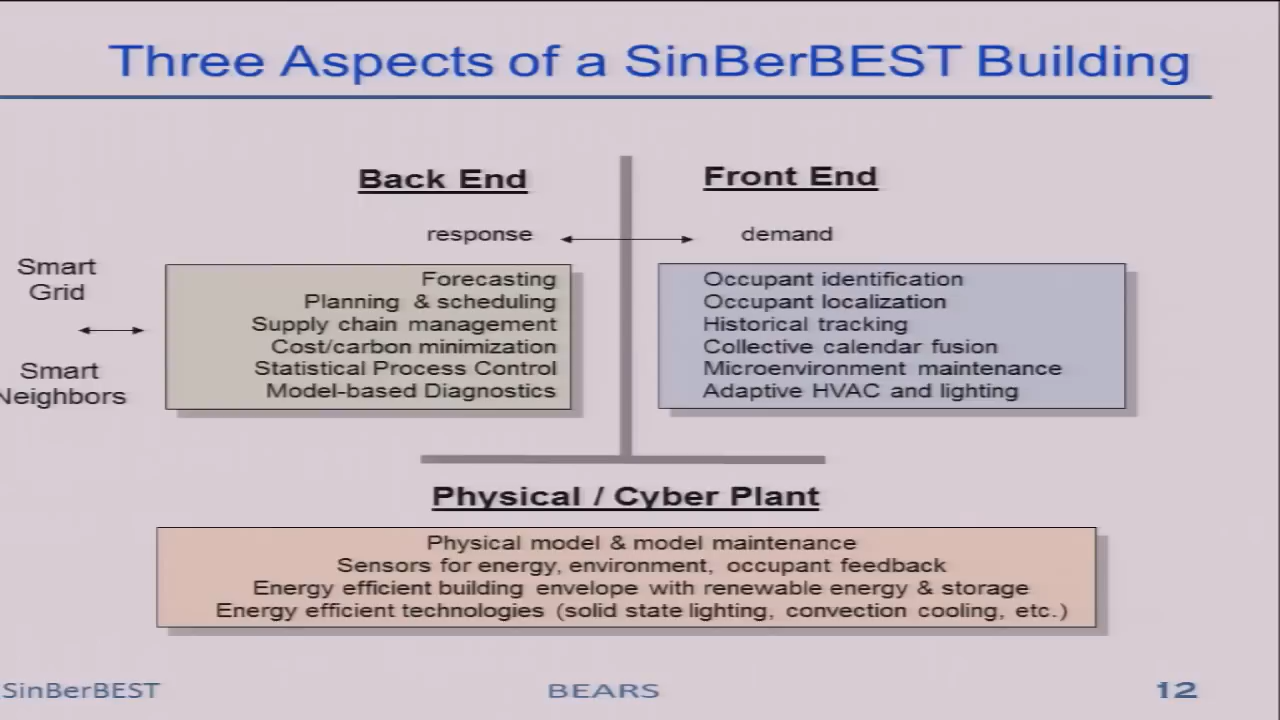 Three Aspects of a SinBerBEST Building
Back End
Front End
response
demand
Smart
Grid
Smart
Neighbors
Forecasting
Planning & scheduling
Supply chain management
Cost/carbon minimization
Statistical Process Control
Model-based Diagnostics
Occupant identification
Occupant localization
Historical tracking
Collective calendar fusion
Microenvironment maintenance
Adaptive HVAC and lighting
Physical / Cyber Plant
Physical model & model maintenance
Sensors for energy, environment, occupant feedback
Energy efficient building envelope with renewable energy & storage
Energy efficient technologies (solid state lighting, convection cooling, etc.)
SinBerBEST
BEARS
12